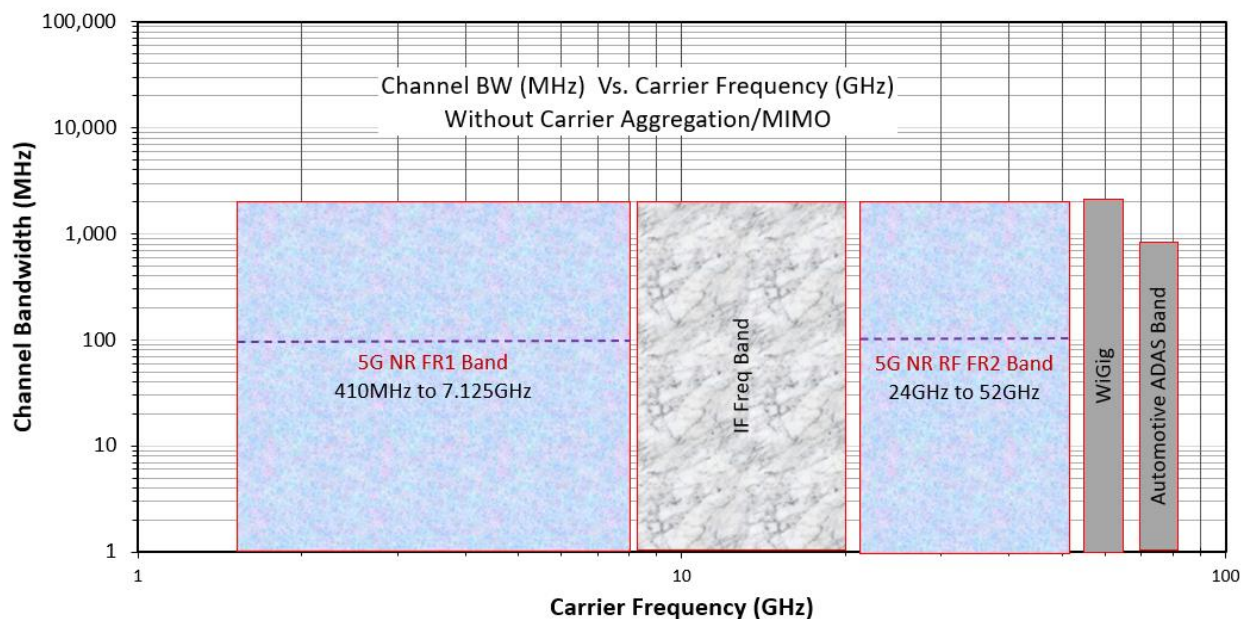 Channel BW (MHz) Vs. Carrier Frequency (GHz)
Without Carrier Aggregation/MIMO
Channel Bandwidth (MHz)
100,000
10,000
1,000
100
10
1
5G NR FR1 Band
410MHz to 7.125GHz
IF Freq Band
5G NR RF FR2 Band
24GHz to 52GHz
WiGig
Automotive ADAS Band
1
10
100
Carrier Frequency (GHz)